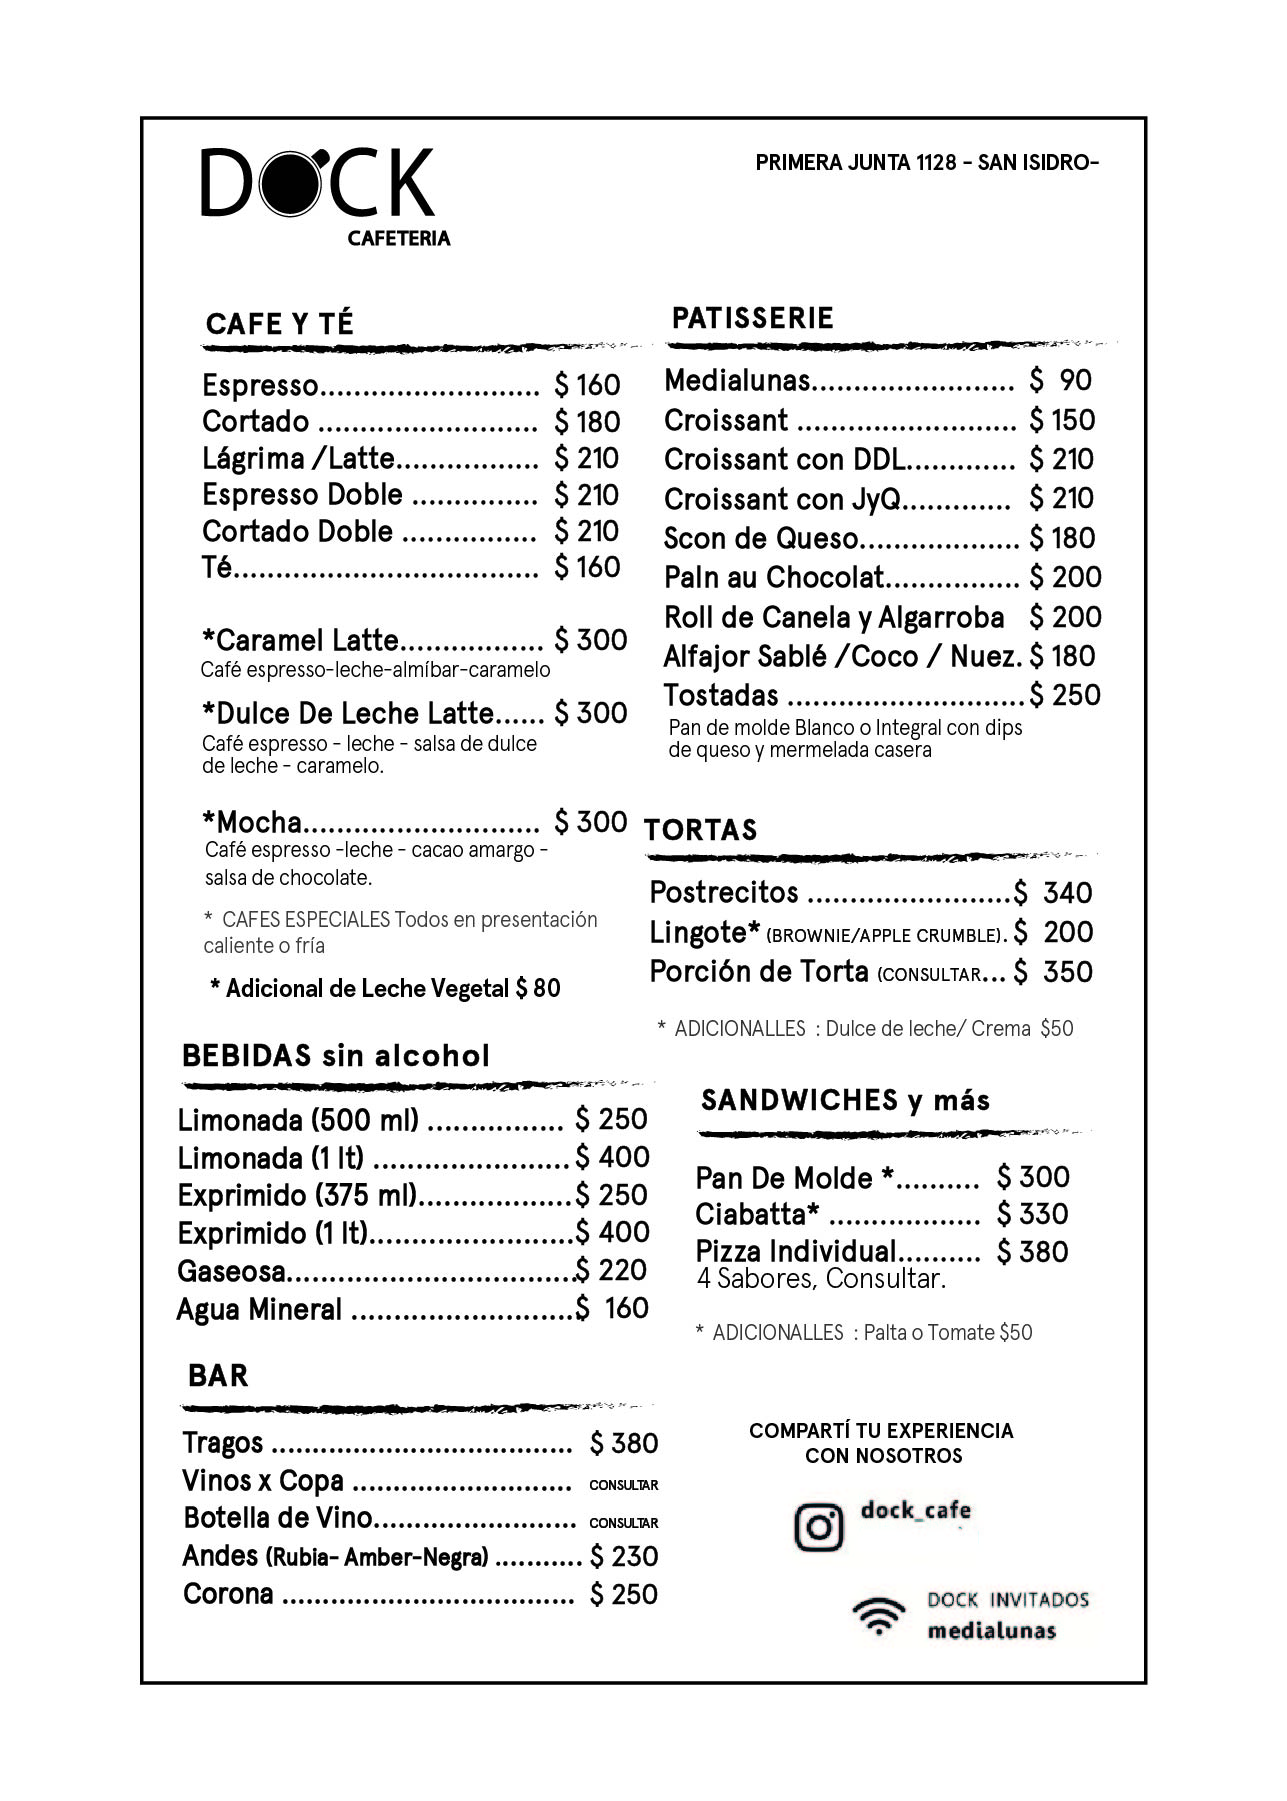 DOCK
CAFETERIA
PRIMERA JUNTA 1128 - SAN ISIDRO-
CAFE Y TÉ
Espresso.......................... $ 160
Cortado .......................... $ 180
Lágrima /Latte................. $ 210
Espresso Doble ............... $ 210
Cortado Doble ................ $ 210
Té.................................... $ 160
*Caramel Latte................. $ 300
Café espresso-leche-almíbar-caramelo
*Dulce De Leche Latte...... $ 300
Café espresso - leche - salsa de dulce
de leche - caramelo.
*Mocha............................ $ 300
Café espresso -leche - cacao amargo -
salsa de chocolate.
* CAFES ESPECIALES Todos en presentación
caliente o fría
* Adicional de Leche Vegetal $ 80
BEBIDAS sin alcohol
Limonada (500 ml) ................ $ 250
Limonada (1 lt) ....................... $ 400
Exprimido (375 ml).................. $ 250
Exprimido (1 lt)........................ $ 400
Gaseosa.................................. $ 220
Agua Mineral .......................... $ 160
BAR
Tragos ..................................... $ 380
Vinos x Copa ........................... CONSULTAR
Botella de Vino........................ CONSULTAR
Andes (Rubia- Amber-Negra) ........... $ 230
Corona .................................... $ 250
PATISSERIE
Medialunas........................ $ 90
Croissant .......................... $ 150
Croissant con DDL............. $ 210
Croissant con JyQ............. $ 210
Scon de Queso................... $ 180
PaIn au Chocolat................ $ 200
Roll de Canela y Algarroba $ 200
Alfajor Sablé /Coco / Nuez. $ 180
Tostadas ............................ $ 250
Pan de molde Blanco o Integral con dips
de queso y mermelada casera
TORTAS
Postrecitos ........................ $ 340
Lingote* (BROWNIE/APPLE CRUMBLE). $ 200
Porción de Torta (CONSULTAR... $ 350
* ADICIONALLES : Dulce de leche/ Crema $50
SANDWICHES y más
Pan De Molde *.......... $ 300
Ciabatta* .................. $ 330
Pizza Individual.......... $ 380
4 Sabores, Consultar.
* ADICIONALLES : Palta o Tomate $50
COMPARTÍ TU EXPERIENCIA
CON NOSOTROS
dock_cafe
DOCK INVITADOS
medialunas